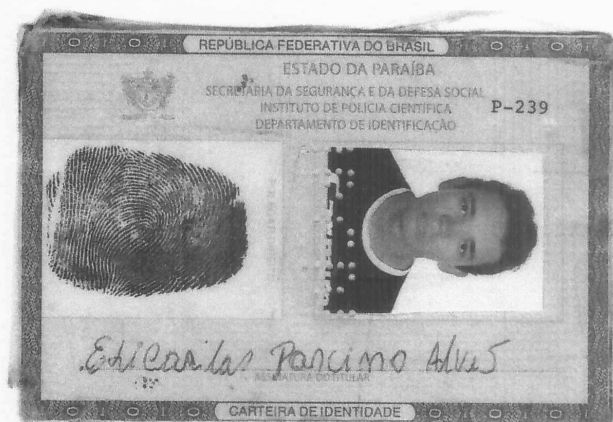 REPÚBLICA FEDERATIVA DO BRASIL
ESTADO DA PARAÍBA
SECRETARIA DA SEGURANÇA E DA DEFESA SOCIAL
INSTITUTO DE POLÍCIA CIENTÍFICA
P-239
DEPARTAMENTO DE IDENTIFICAÇÃO
Alves
ASSINATURA DO TITULAR
CARTEIRA DE IDENTIDADE